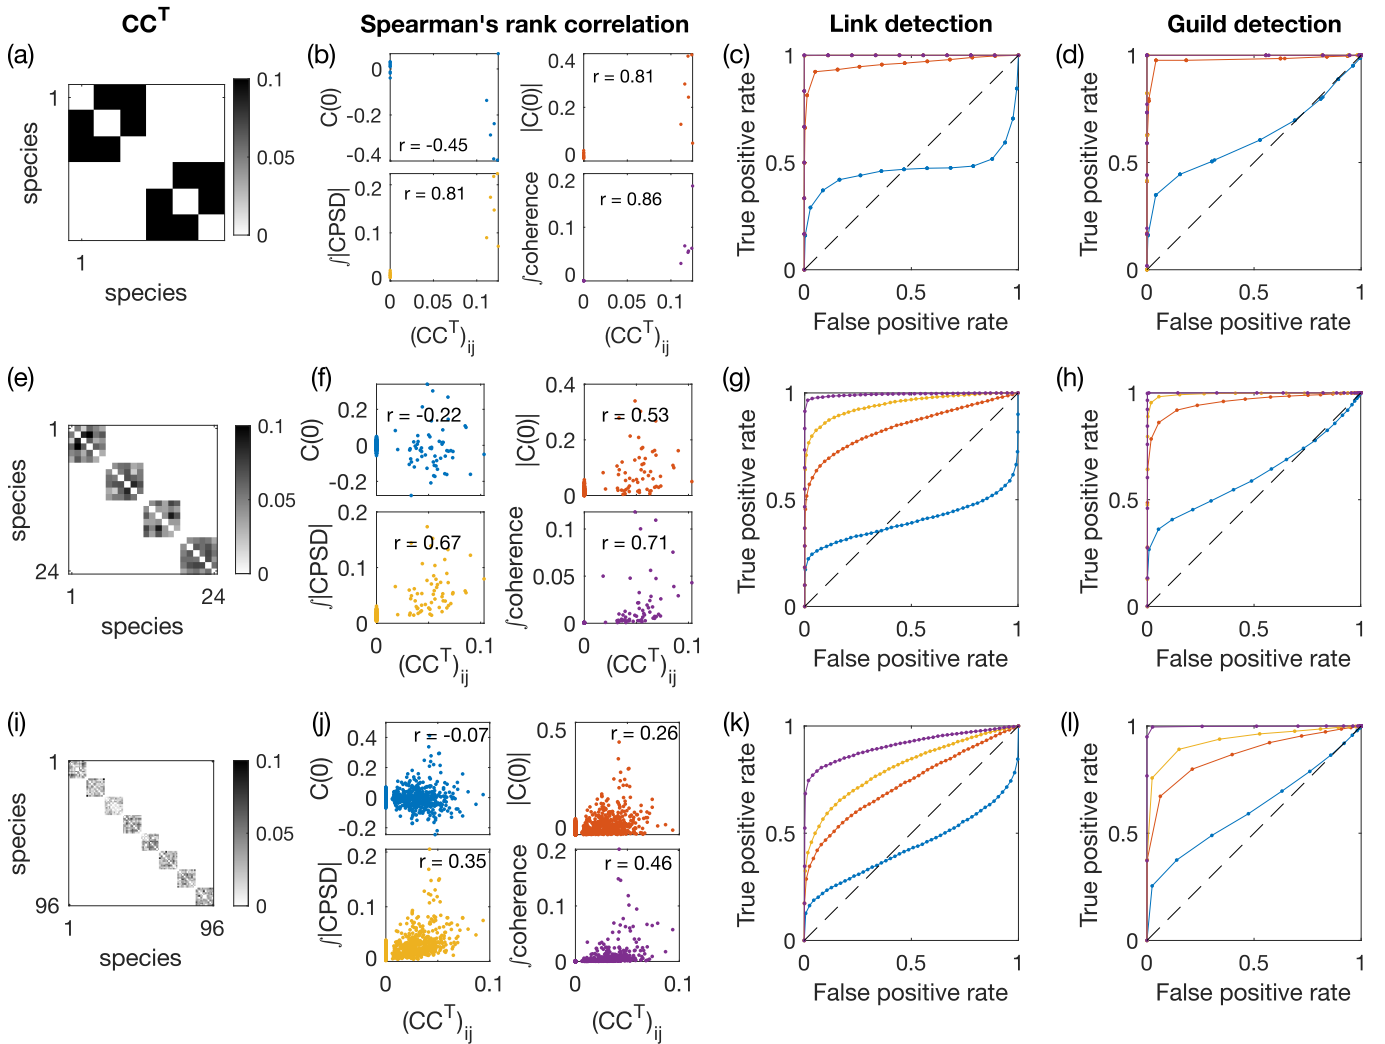 CC^T
Spearman's rank correlation
Link detection
Guild detection
(a)
1
species
1
species
0.1
0.05
0
(b)
0
-0.2
-0.4
C(0)
r = -0.45
0.4
0.2
0
|C(0)|
r = 0.81
0.2
0.1
0
∫|CPSD|
r = 0.81
0 0.05 0.1
(CC^T)_ij
0.2
0.1
0
∫coherence
r = 0.86
0 0.05 0.1
(CC^T)_ij
(c)
1
0.5
0
True positive rate
0 0.5 1
False positive rate
(d)
1
0.5
0
True positive rate
0 0.5 1
False positive rate
(e)
1
24
species
1 24
species
0.1
0.05
0
(f)
0.2
0
-0.2
C(0)
r = -0.22
0.4
0.2
0
|C(0)|
r = 0.53
0.2
0.1
0
∫|CPSD|
r = 0.67
0 0.1
(CC^T)_ij
0.1
0.05
0
∫coherence
r = 0.71
0 0.1
(CC^T)_ij
(g)
1
0.5
0
True positive rate
0 0.5 1
False positive rate
(h)
1
0.5
0
True positive rate
0 0.5 1
False positive rate
(i)
1
96
species
1 96
species
0.1
0.05
0
(j)
0.4
0.2
0
-0.2
C(0)
r = -0.07
0.5
0
|C(0)|
r = 0.26
0.2
0.1
0
∫|CPSD|
r = 0.35
0 0.1
(CC^T)_ij
0.2
0.1
0
∫coherence
r = 0.46
0 0.1
(CC^T)_ij
(k)
1
0.5
0
True positive rate
0 0.5 1
False positive rate
(l)
1
0.5
0
True positive rate
0 0.5 1
False positive rate